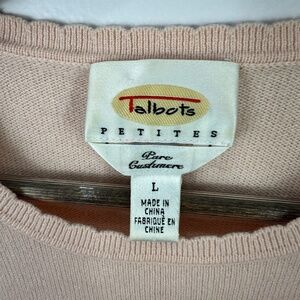 Talbots
PETITES
Pure
Cashmere
L
MADE IN
CHINA
FABRIQUÉ EN
CHINE